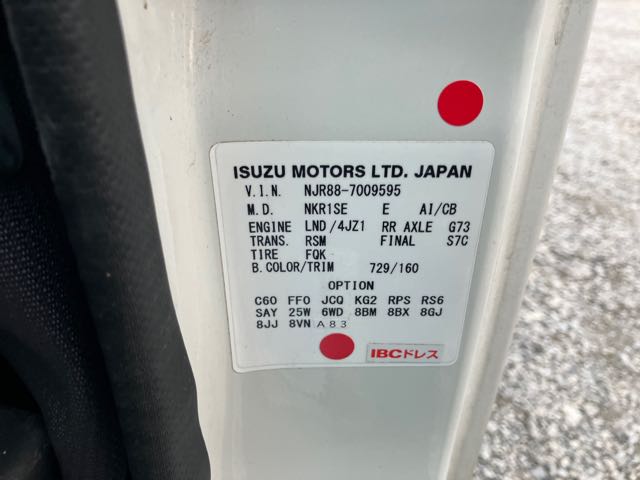 ISUZU MOTORS LTD. JAPAN
V.I.N. NJR88-7009595
M.D. NKR1SE E AI/CB
ENGINE LND/4JZ1 RR AXLE G73
TRANS. RSM FINAL S7C
TIRE FQK
B.COLOR/TRIM 729/160
OPTION
C60 FF0 JCQ KG2 RPS RS6
SAY 25W 6WD 8BM 8BX 8GJ
8JJ 8VN A83
IBCドレス